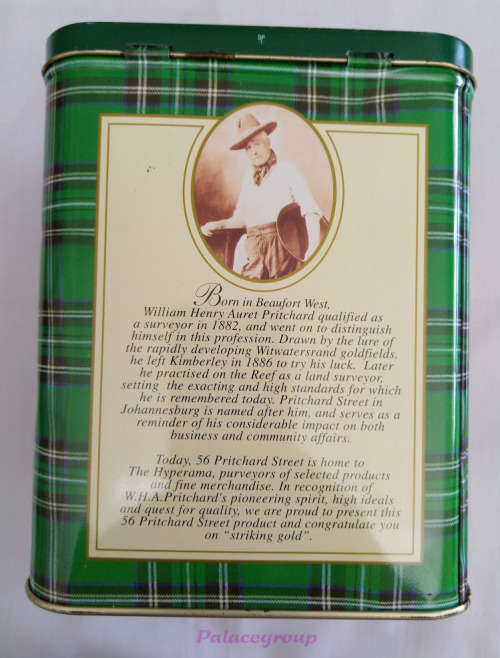 Born in Beaufort West,
William Henry Auret Pritchard qualified as
a surveyor in 1882, and went on to distinguish
himself in this profession. Drawn by the lure of
the rapidly developing Witwatersrand goldfields,
he left Kimberley in 1886 to try his luck. Later
he practised on the Reef as a land surveyor,
setting the exacting and high standards for which
he is remembered today. Pritchard Street in
Johannesburg is named after him, and serves as a
reminder of his considerable impact on both
business and community affairs.
Today, 56 Pritchard Street is home to
The Hyperama, purveyors of selected products
and fine merchandise. In recognition of
W.H.A.Pritchard's pioneering spirit, high ideals
and quest for quality, we are proud to present this
56 Pritchard Street product and congratulate you
on "striking gold".
Palacegroup